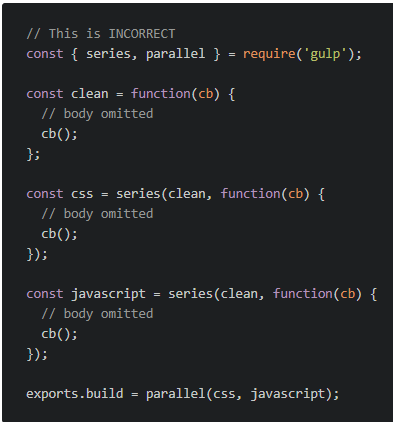 // This is INCORRECT
const { series, parallel } = require('gulp');
const clean = function(cb) {
  // body omitted
  cb();
};
const css = series(clean, function(cb) {
  // body omitted
  cb();
});
const javascript = series(clean, function(cb) {
  // body omitted
  cb();
});
exports.build = parallel(css, javascript);